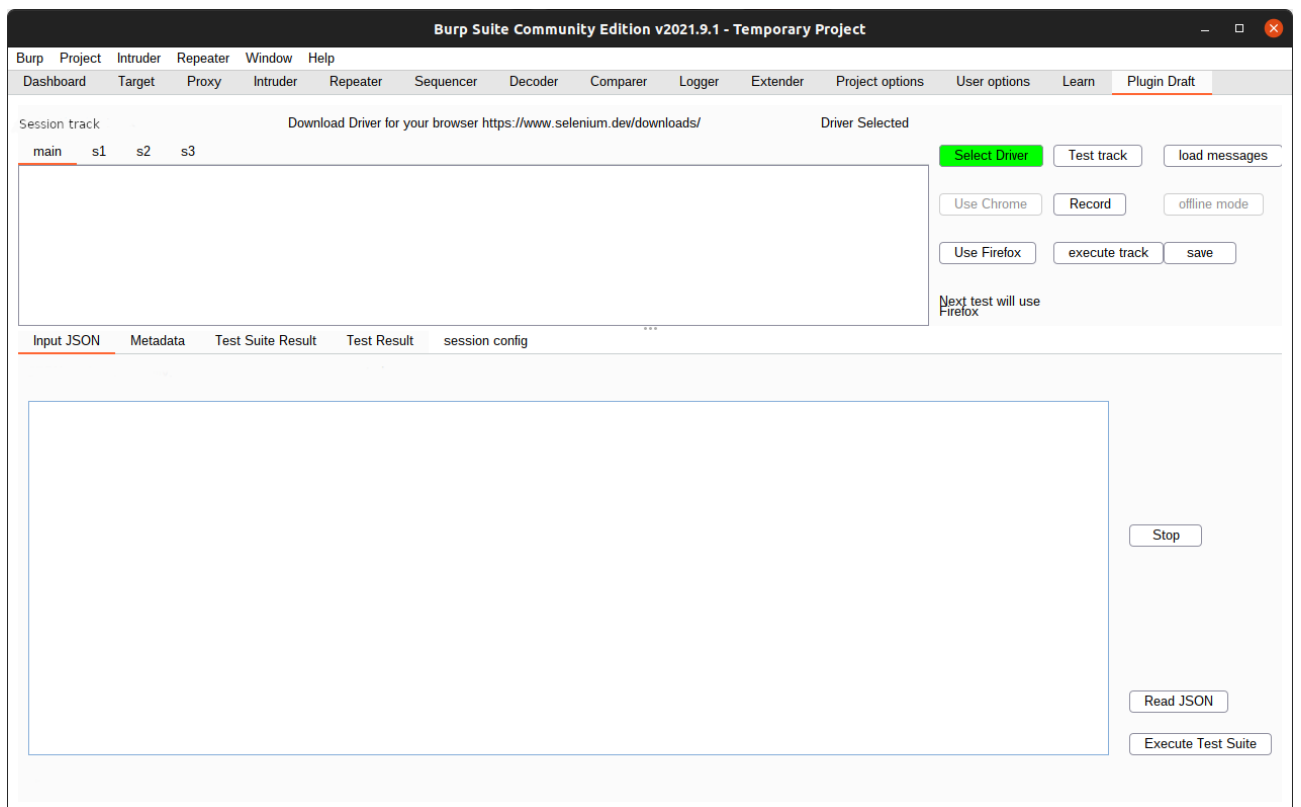 Burp Suite Community Edition v2021.9.1 - Temporary Project
Burp Project Intruder Repeater Window Help
Dashboard Target Proxy Intruder Repeater Sequencer Decoder Comparer Logger Extender Project options User options Learn Plugin Draft
Session track Download Driver for your browser https://www.selenium.dev/downloads/ Driver Selected
main s1 s2 s3
Select Driver Test track load messages
Use Chrome Record offline mode
Use Firefox execute track save
Next test will use
Firefox
Input JSON Metadata Test Suite Result Test Result session config
Stop
Read JSON
Execute Test Suite